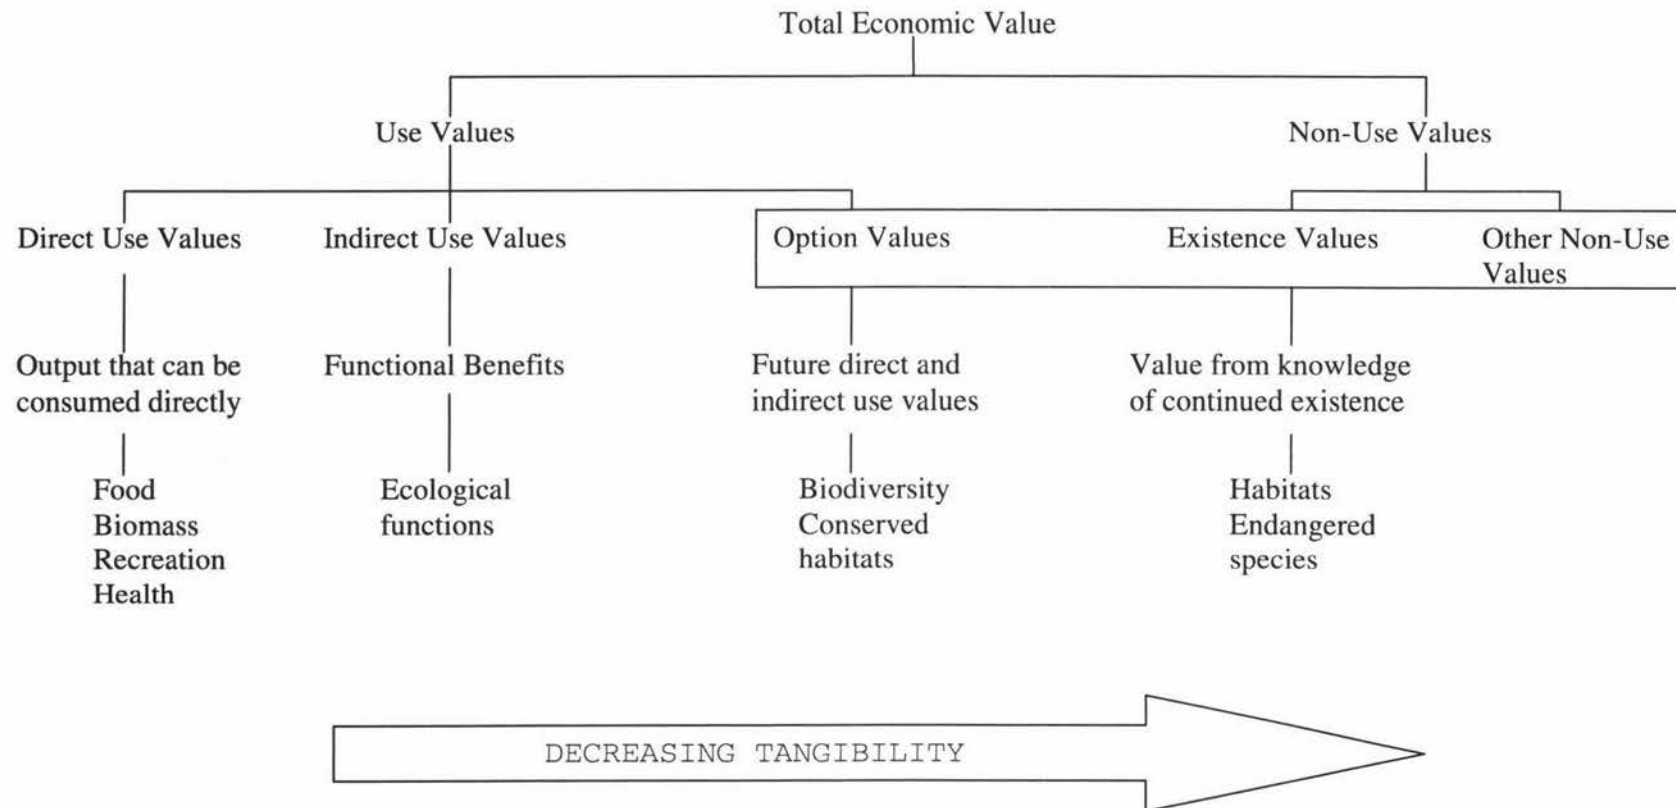 Total Economic Value
Use Values
Non-Use Values
Direct Use Values
Indirect Use Values
Option Values
Existence Values
Other Non-Use
Values
Output that can be
consumed directly
Functional Benefits
Future direct and
indirect use values
Value from knowledge
of continued existence
Food
Biomass
Recreation
Health
Ecological
functions
Biodiversity
Conserved
habitats
Habitats
Endangered
species
DECREASING TANGIBILITY